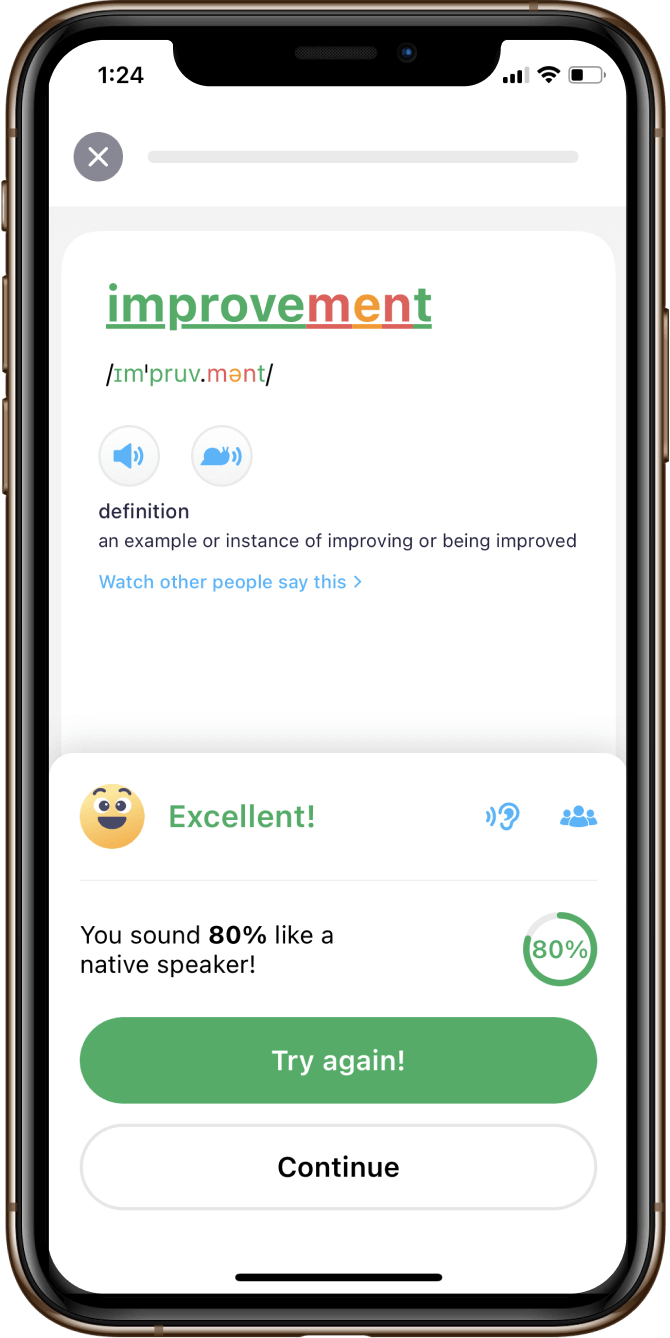 1:24
improvement
/ɪmˈpruv.mənt/
definition
an example or instance of improving or being improved
Watch other people say this >
Excellent!
You sound 80% like a
native speaker!
80%
Try again!
Continue